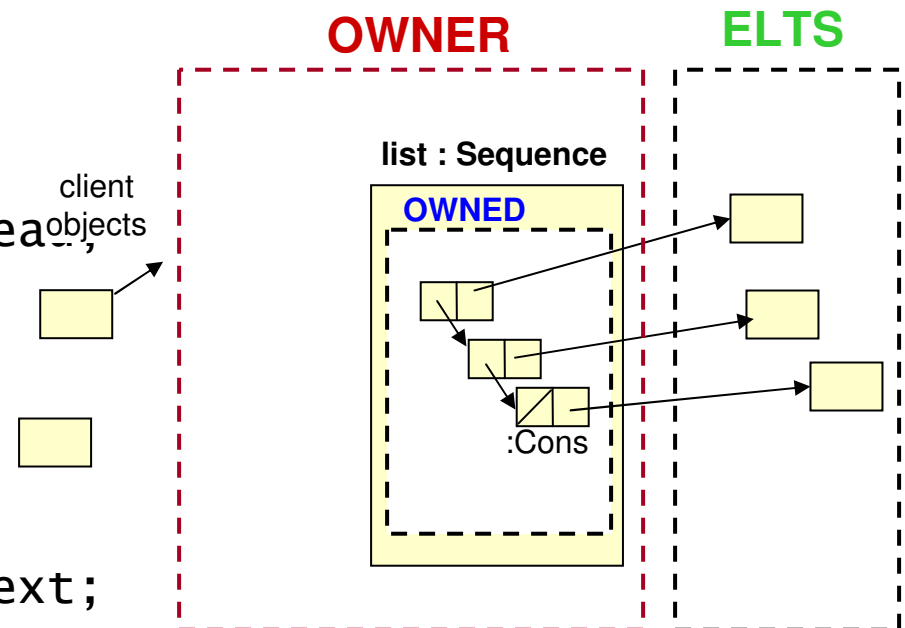 OWNER
ELTS
list : Sequence
client
objects
OWNED
:Cons
ext;